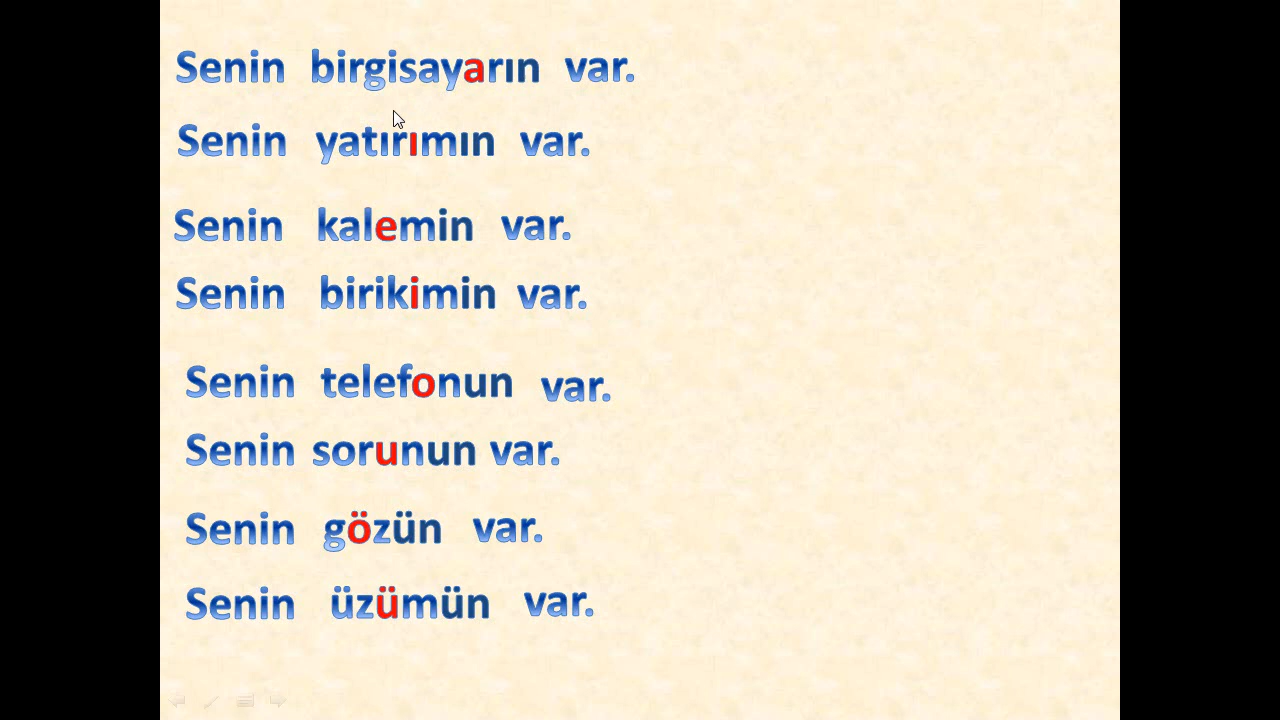 Senin birgisayarın var.
Senin yatırımın var.
Senin kalemin var.
Senin birikimin var.
Senin telefonun var.
Senin sorunun var.
Senin gözün var.
Senin üzümün var.